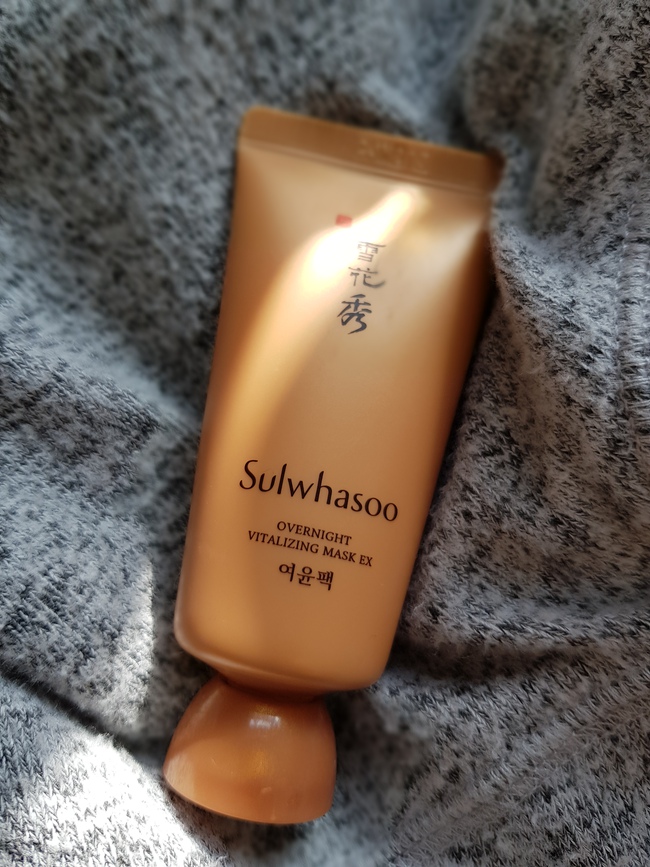 雪
花
秀
Sulwhasoo
OVERNIGHT
VITALIZING MASK EX
여윤팩